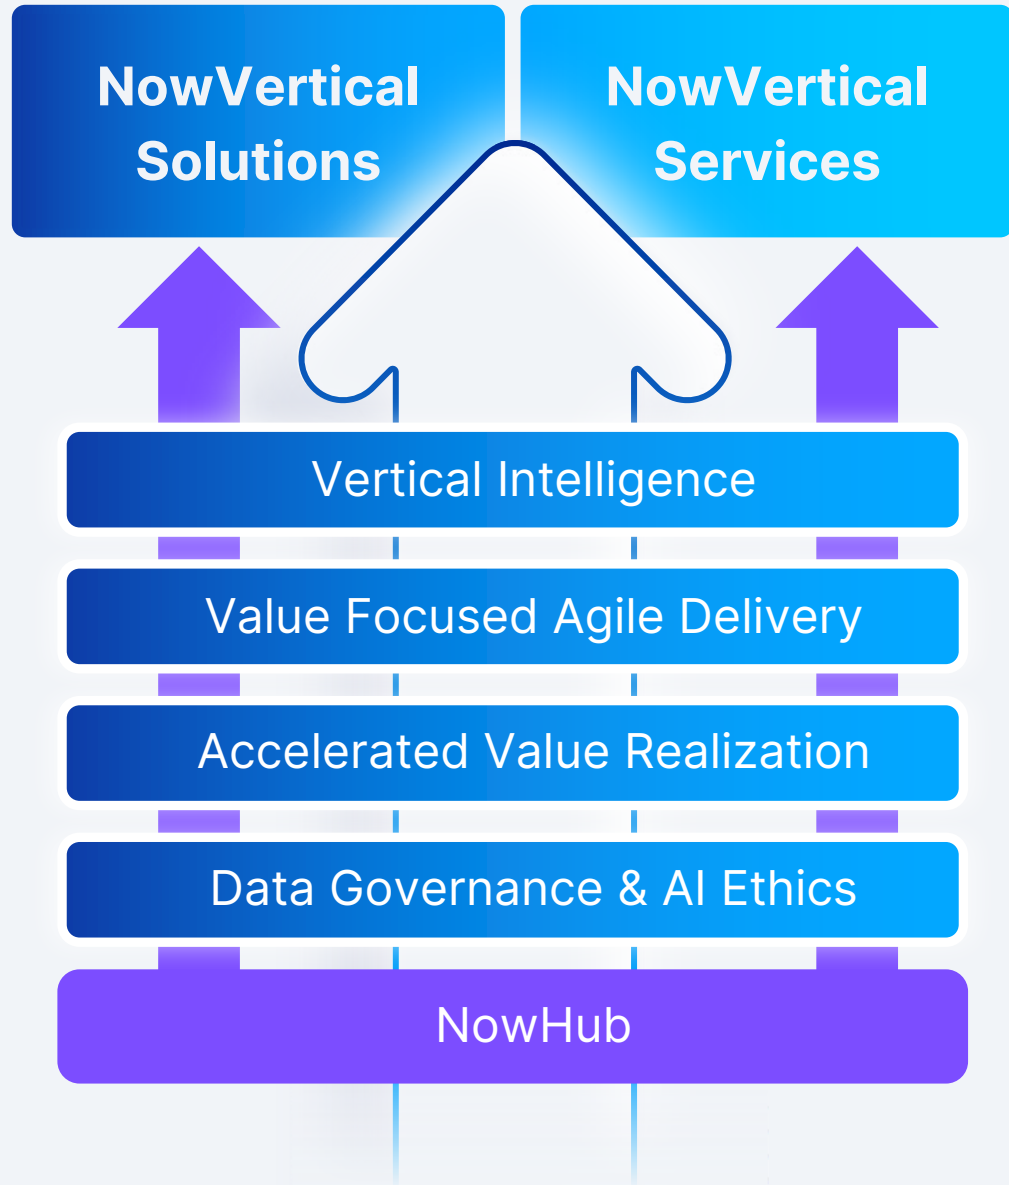 NowVertical
Solutions
NowVertical
Services
Vertical Intelligence
Value Focused Agile Delivery
Accelerated Value Realization
Data Governance & AI Ethics
NowHub